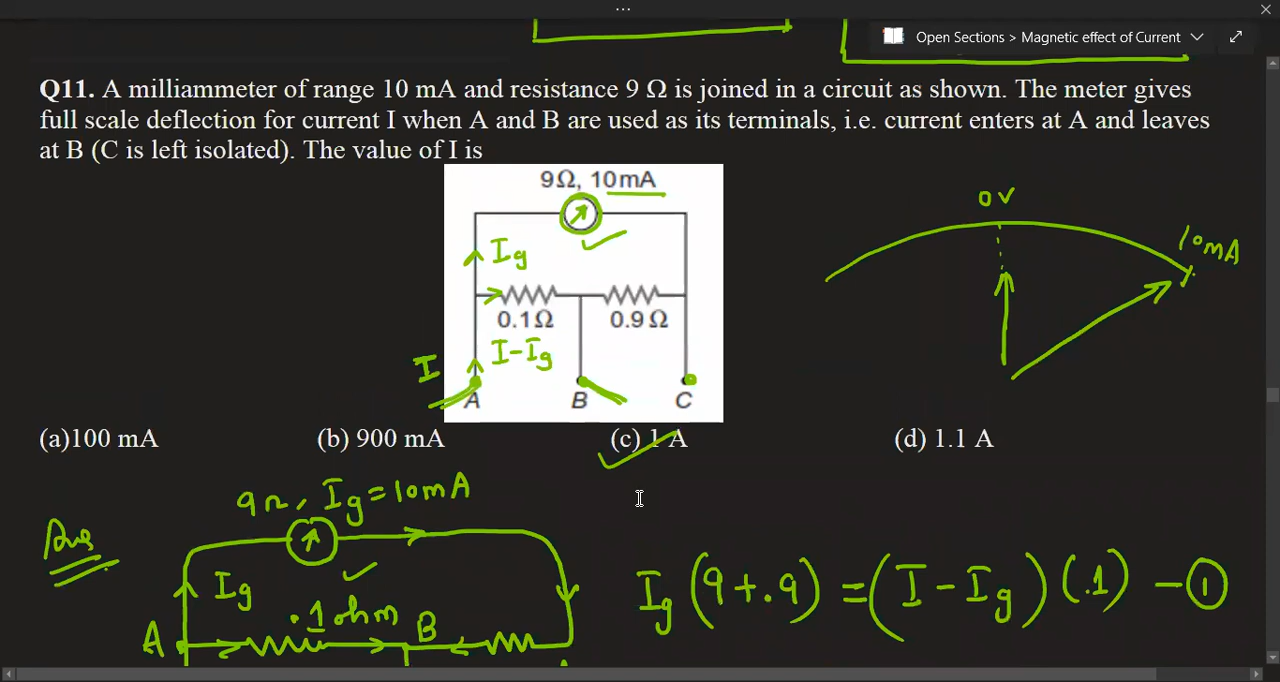 Open Sections > Magnetic effect of Current
Q11. A milliammeter of range 10 mA and resistance 9 Ω is joined in a circuit as shown. The meter gives
full scale deflection for current I when A and B are used as its terminals, i.e. current enters at A and leaves
at B (C is left isolated). The value of I is
9Ω, 10mA
0V
10mA
Ig
0.1Ω
0.9Ω
I
I-Ig
A
B
C
(a)100 mA
(b) 900 mA
(c) 1 A
(d) 1.1 A
9Ω, Ig = 10mA
Ans
Ig
.1 ohm
A
B
Ig (9+.9) = (I-Ig) (.1) - ①